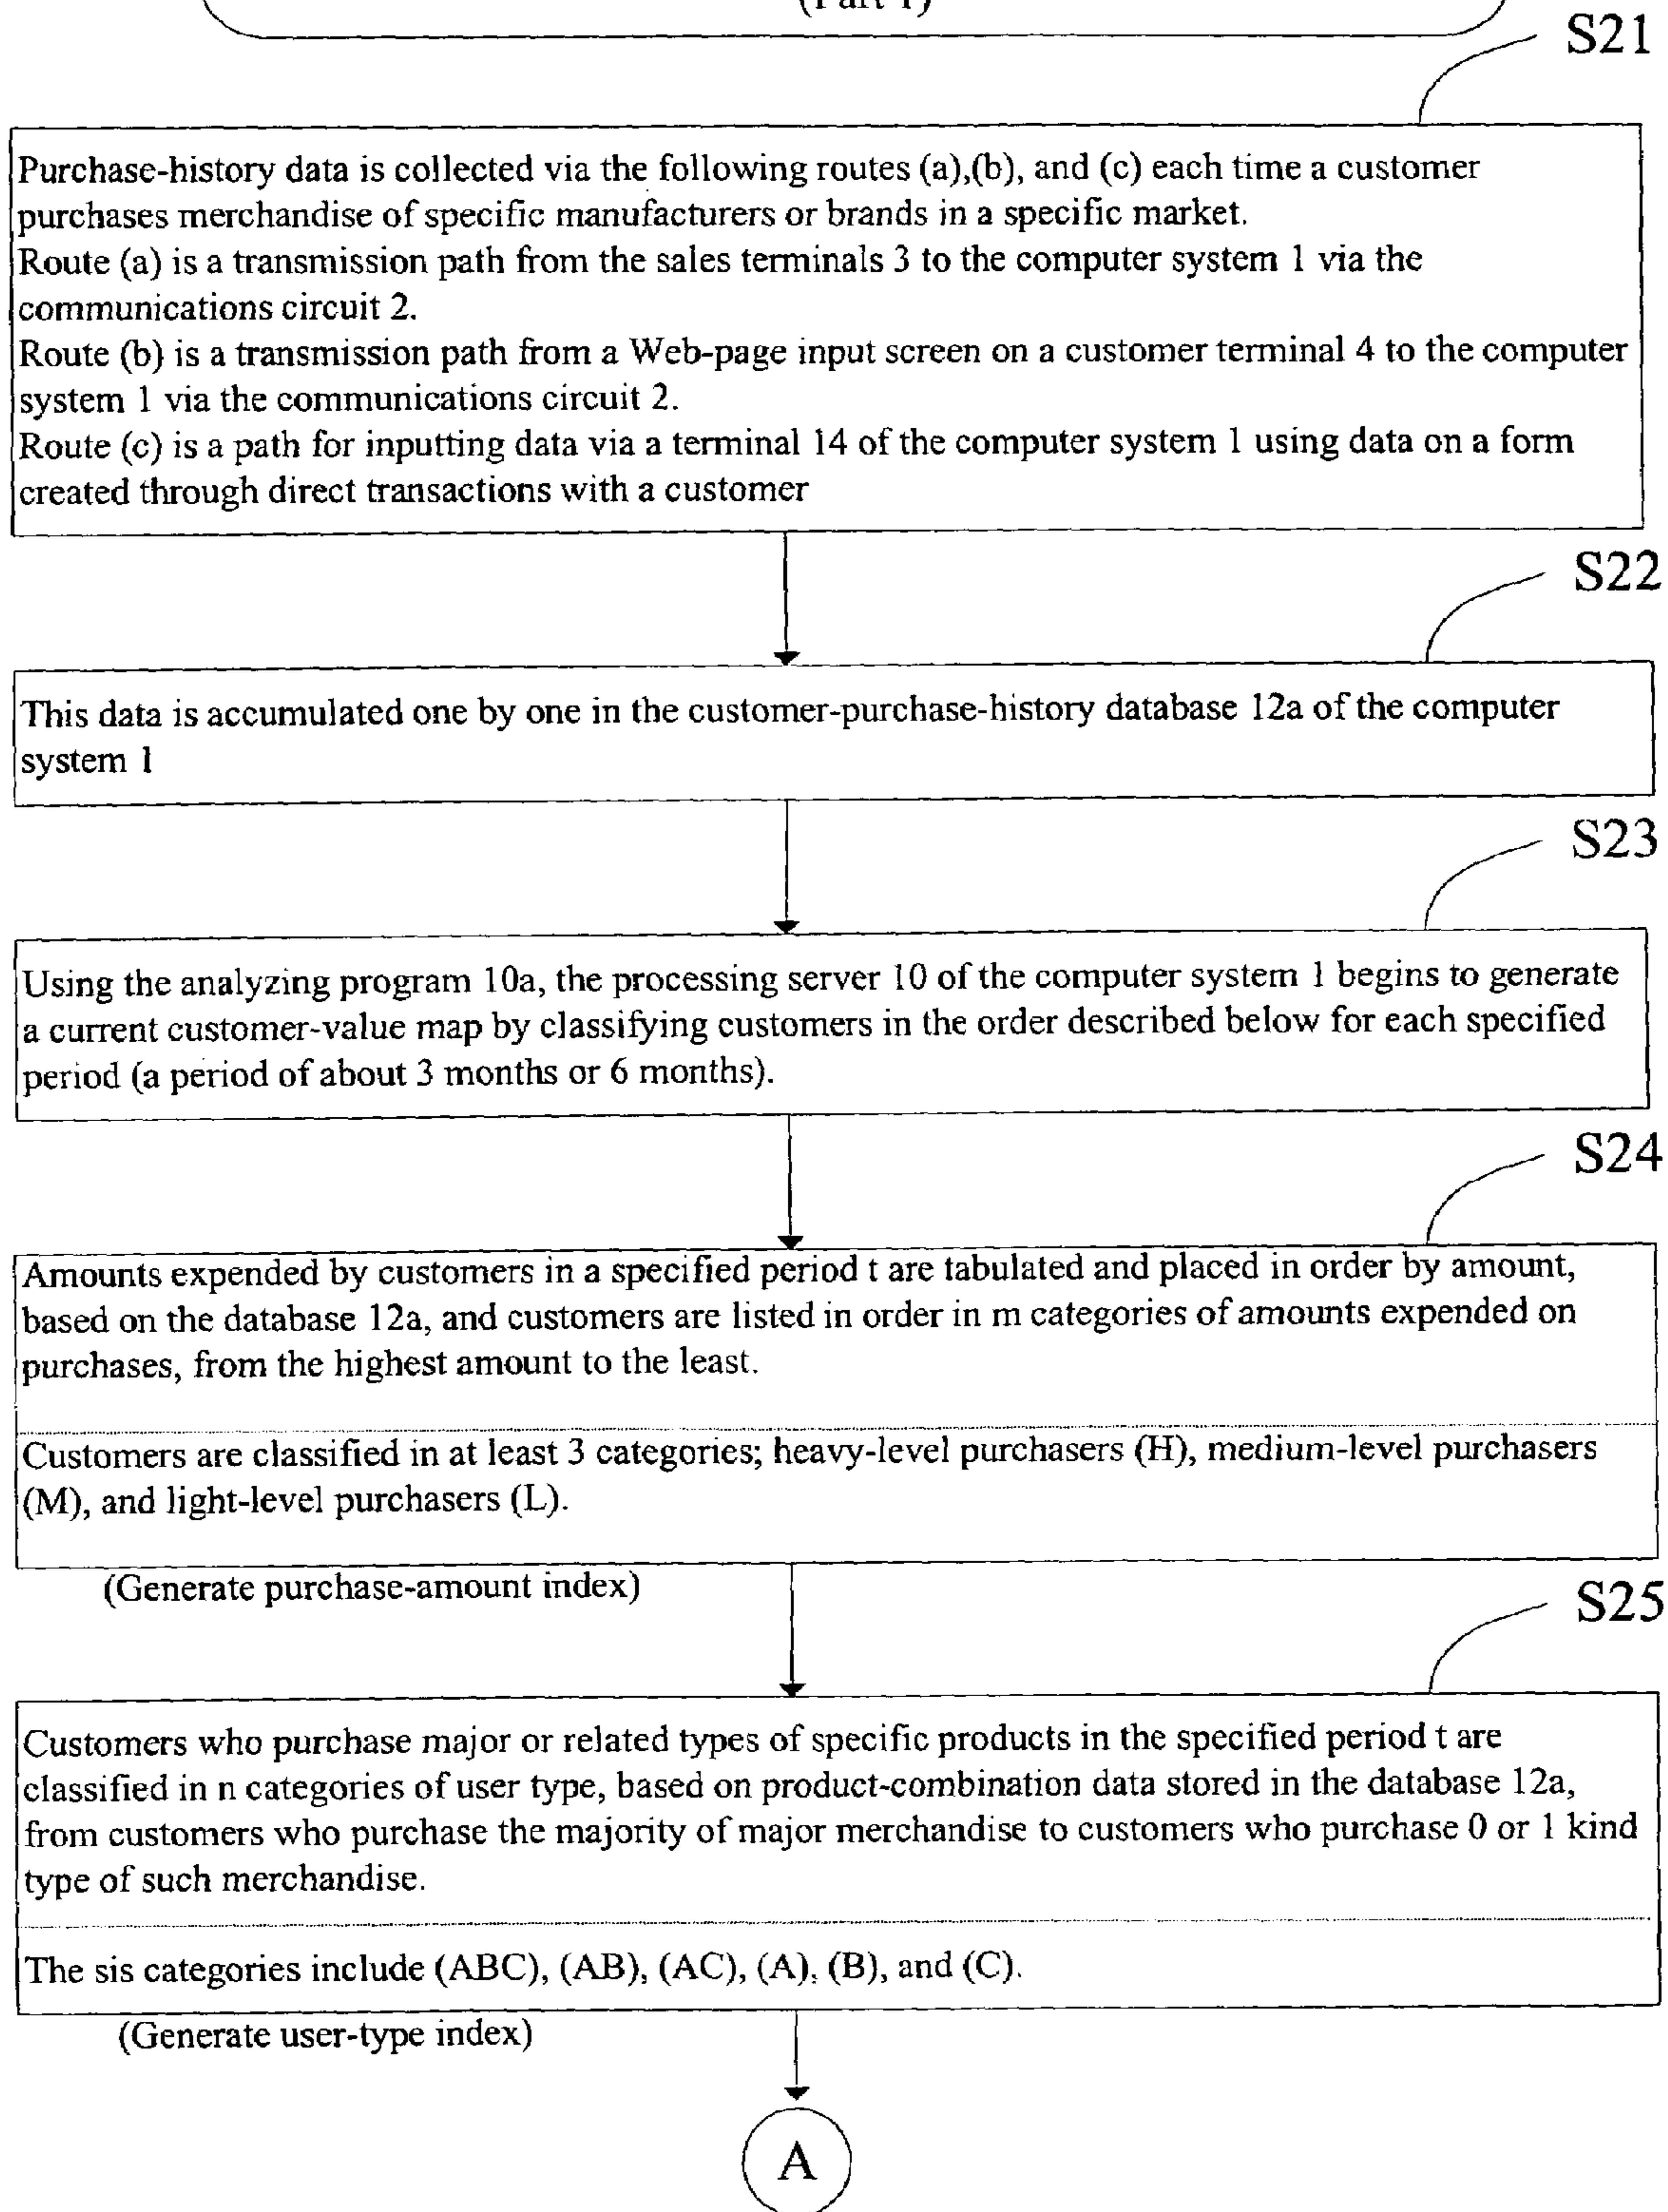 (Part 1)
S21
Purchase-history data is collected via the following routes (a),(b), and (c) each time a customer
purchases merchandise of specific manufacturers or brands in a specific market.
Route (a) is a transmission path from the sales terminals 3 to the computer system 1 via the
communications circuit 2.
Route (b) is a transmission path from a Web-page input screen on a customer terminal 4 to the computer
system 1 via the communications circuit 2.
Route (c) is a path for inputting data via a terminal 14 of the computer system 1 using data on a form
created through direct transactions with a customer
S22
This data is accumulated one by one in the customer-purchase-history database 12a of the computer
system 1
S23
Using the analyzing program 10a, the processing server 10 of the computer system 1 begins to generate
a current customer-value map by classifying customers in the order described below for each specified
period (a period of about 3 months or 6 months).
S24
Amounts expended by customers in a specified period t are tabulated and placed in order by amount,
based on the database 12a, and customers are listed in order in m categories of amounts expended on
purchases, from the highest amount to the least.
Customers are classified in at least 3 categories; heavy-level purchasers (H), medium-level purchasers
(M), and light-level purchasers (L).
(Generate purchase-amount index)
S25
Customers who purchase major or related types of specific products in the specified period t are
classified in n categories of user type, based on product-combination data stored in the database 12a,
from customers who purchase the majority of major merchandise to customers who purchase 0 or 1 kind
type of such merchandise.
The sis categories include (ABC), (AB), (AC), (A), (B), and (C).
(Generate user-type index)
A